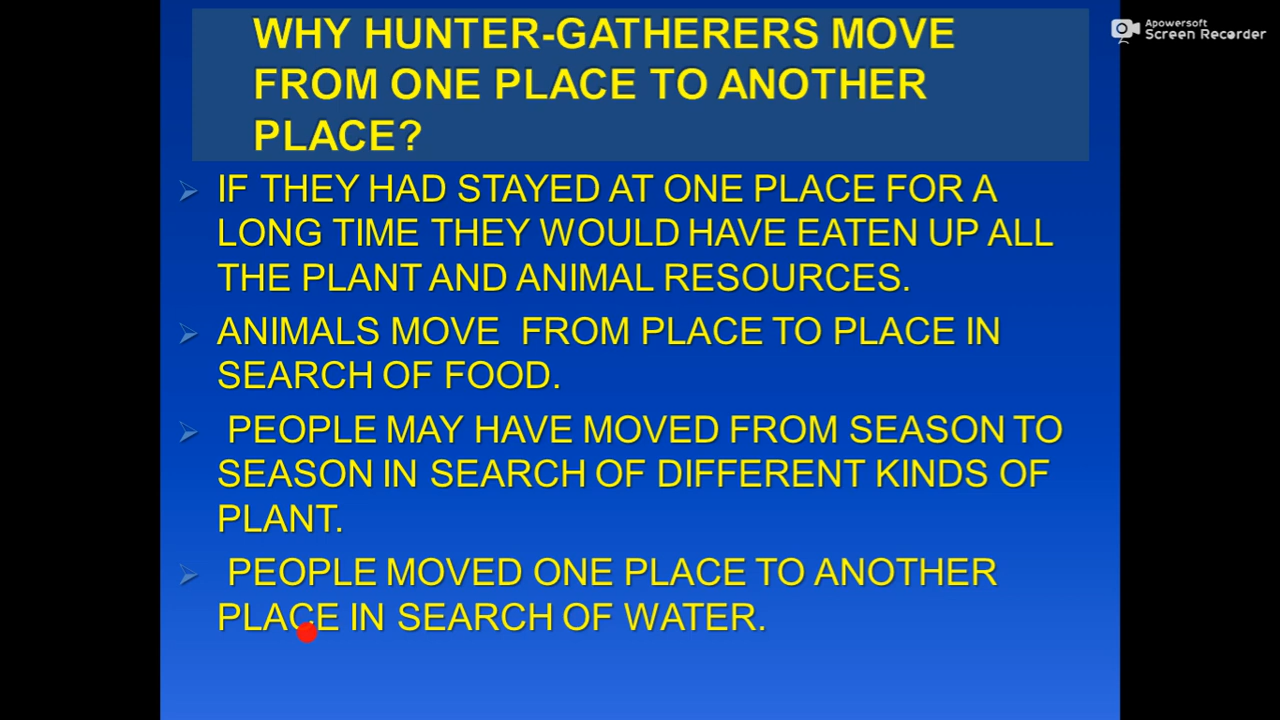 WHY HUNTER-GATHERERS MOVE
FROM ONE PLACE TO ANOTHER
PLACE?
IF THEY HAD STAYED AT ONE PLACE FOR A
LONG TIME THEY WOULD HAVE EATEN UP ALL
THE PLANT AND ANIMAL RESOURCES.
ANIMALS MOVE  FROM PLACE TO PLACE IN
SEARCH OF FOOD.
PEOPLE MAY HAVE MOVED FROM SEASON TO
SEASON IN SEARCH OF DIFFERENT KINDS OF
PLANT.
PEOPLE MOVED ONE PLACE TO ANOTHER
PLACE IN SEARCH OF WATER.
Apowersoft
Screen Recorder